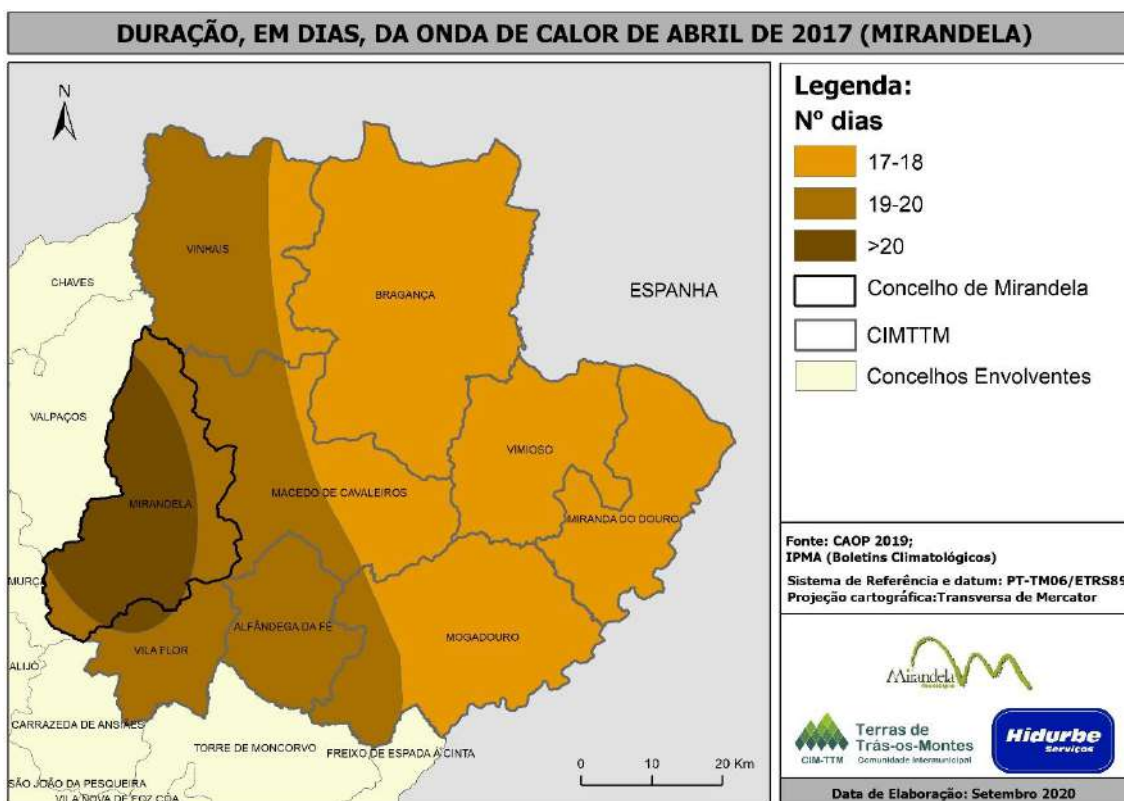 DURAÇÃO, EM DIAS, DA ONDA DE CALOR DE ABRIL DE 2017 (MIRANDELA)
N
VINHAIS
CHAVES
BRAGANÇA
ESPANHA
VALPAÇOS
VIMIOSO
MACEDO DE CAVALEIROS
MIRANDELA
MIRANDA DO DOURO
MURÇA
ALFÂNDEGA DA FÉ
MOGADOURO
VILA FLOR
ALIJÓ
CARRAZEDA DE ANSIÃES
TORRE DE MONCORVO
FREIXO DE ESPADA À CINTA
SÃO JOÃO DA PESQUEIRA
VILA NOVA DE FOZ CÔA
0 10 20 Km
Legenda:
Nº dias
17-18
19-20
>20
Concelho de Mirandela
CIMTTM
Concelhos Envolventes
Fonte: CAOP 2019;
IPMA (Boletins Climatológicos)
Sistema de Referência e datum: PT-TM06/ETRS89
Projeção cartográfica:Transversa de Mercator
Mirandela
Terras de
Trás-os-Montes
CIM-TTM Comunidade Intermunicipal
Hidurbe
Serviços
Data de Elaboração: Setembro 2020